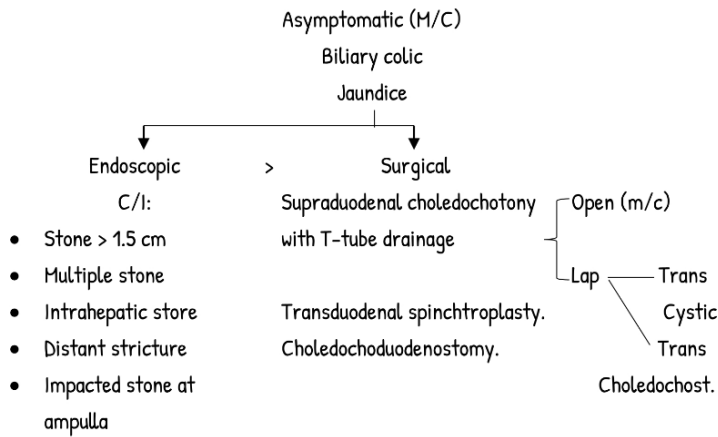 Asymptomatic (M/C)
Biliary colic
Jaundice
Endoscopic > Surgical
C/I:
• Stone > 1.5 cm
• Multiple stone
• Intrahepatic store
• Distant stricture
• Impacted stone at
ampulla
Supraduodenal choledochotony
with T-tube drainage
Transduodenal spinchtroplasty.
Choledochoduodenostomy.
Open (m/c)
Lap
Trans
Cystic
Trans
Choledochost.